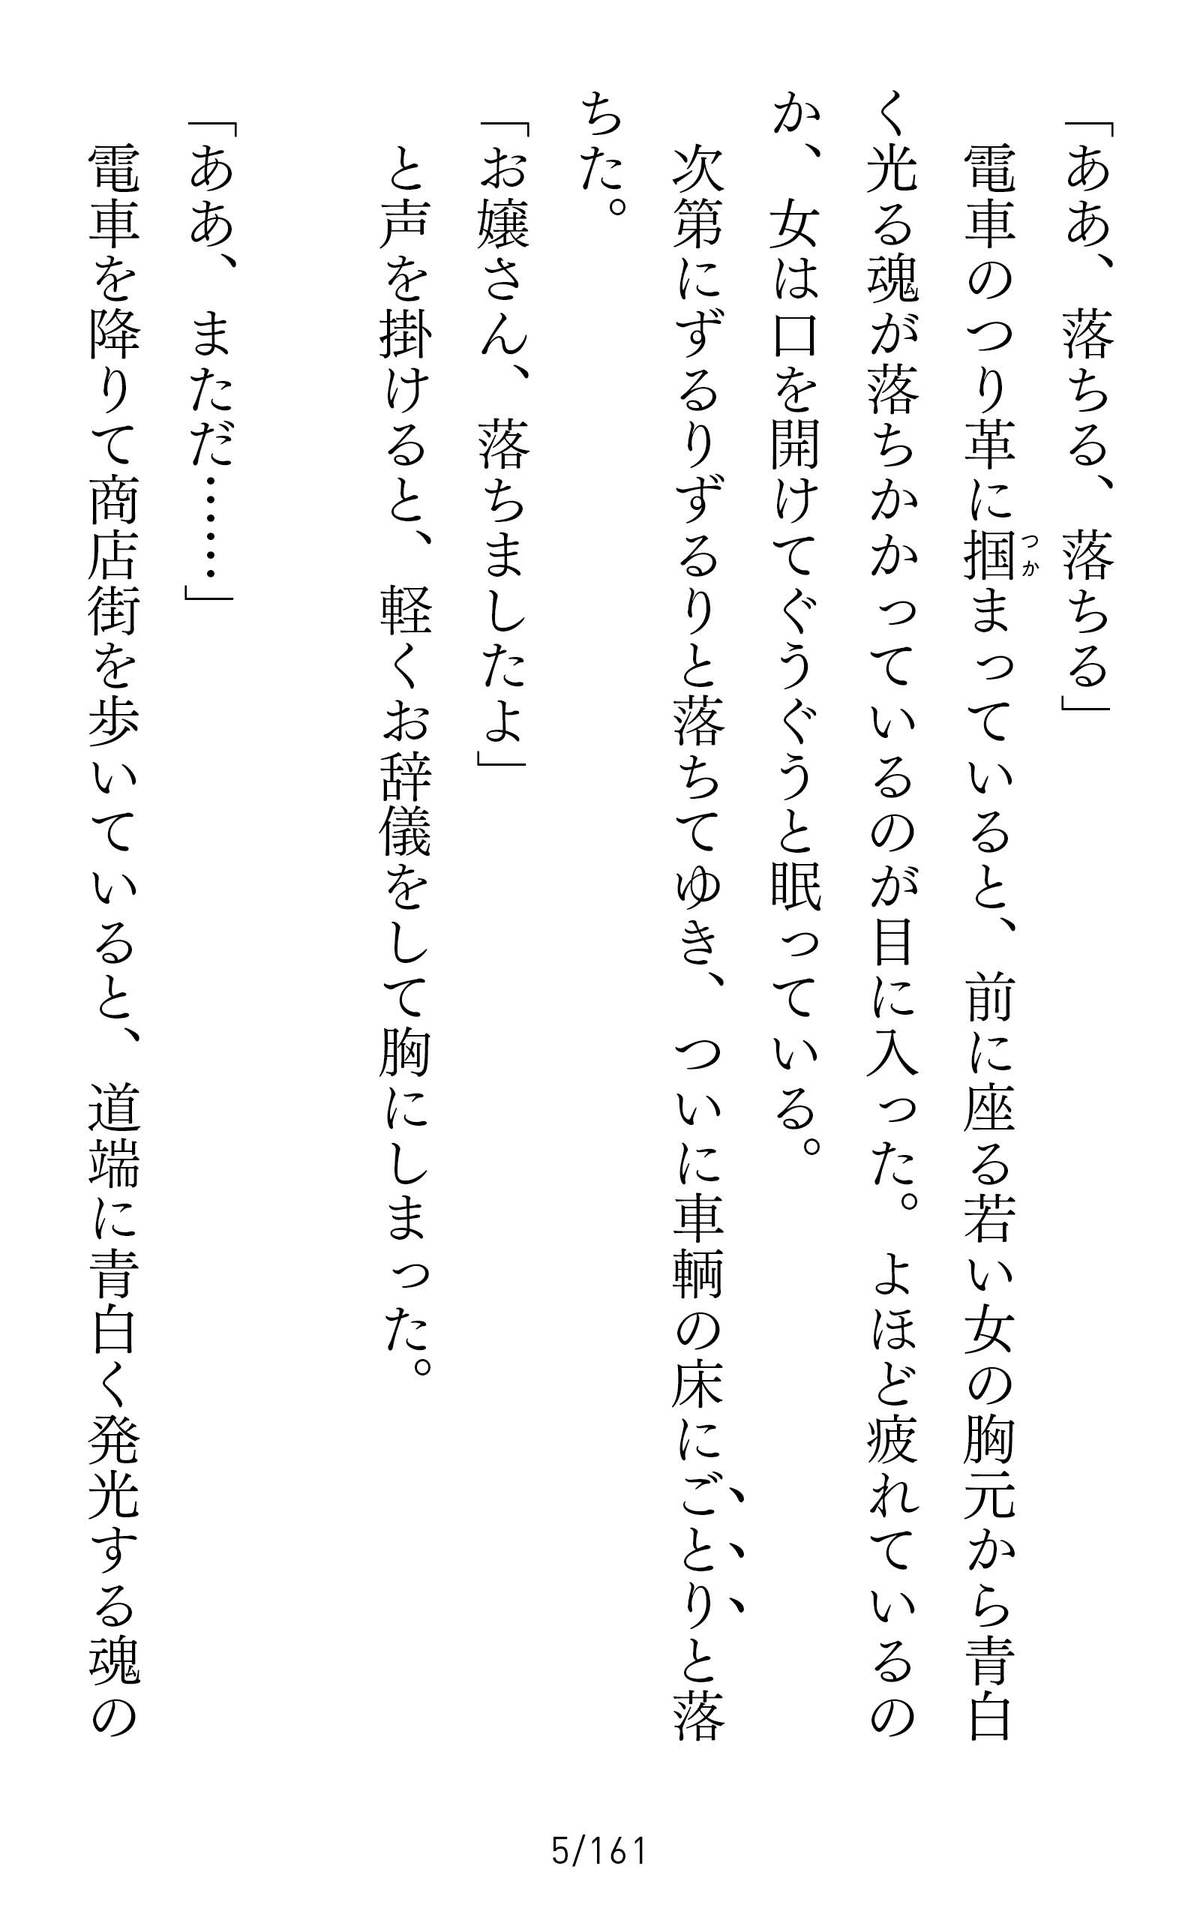 「ああ、落ちる、落ちる」
電車のつり革に掴まっていると、前に座る若い女の胸元から青白
つか
く光る魂が落ちかかっているのが目に入った。よほど疲れているの
か、女は口を開けてぐうぐうと眠っている。
次第にずるりずるりと落ちてゆき、ついに車輌の床にごとりと落
ちた。
「お嬢さん、落ちましたよ」
と声を掛けると、軽くお辞儀をして胸にしまった。
「ああ、まただ……」
電車を降りて商店街を歩いていると、道端に青白く発光する魂の
5/161